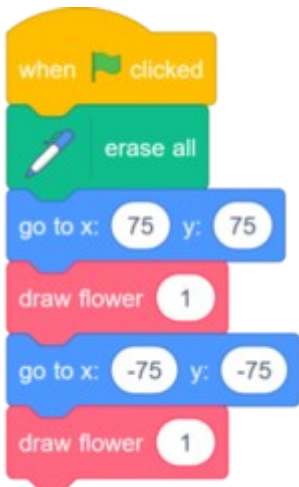 when clicked
erase all
go to x: 75 y: 75
draw flower 1
go to x: -75 y: -75
draw flower 1